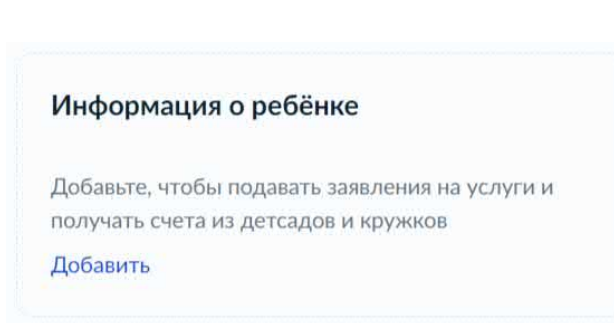 Информация о ребёнке
Добавьте, чтобы подавать заявления на услуги и
получать счета из детсадов и кружков
Добавить